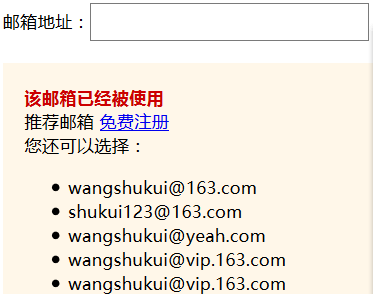 邮箱地址：
该邮箱已经被使用
推荐邮箱 免费注册
您还可以选择：
wangshukui@163.com
shukui123@163.com
wangshukui@yeah.com
wangshukui@vip.163.com
wangshukui@vip.163.com